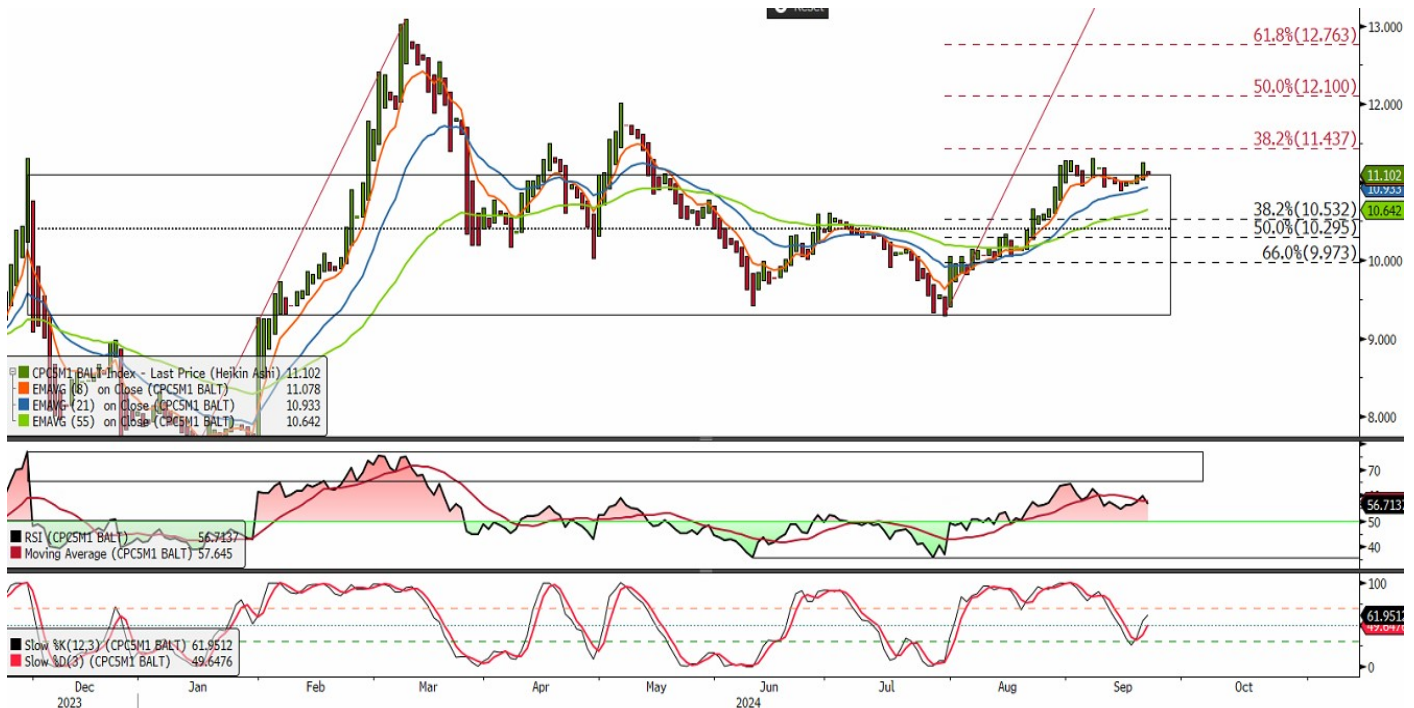 Reset
13.000
61.8%(12.763)
50.0%(12.100)
12.000
38.2%(11.437)
11.102
10.933
10.642
38.2%(10.532)
50.0%(10.295)
10.000
66.0%(9.973)
9.000
8.000
CPC5M1 BALT Index - Last Price (Heikin Ashi) 11.102
EMAVG (8) on Close (CPC5M1 BALT) 11.078
EMAVG (21) on Close (CPC5M1 BALT) 10.933
EMAVG (55) on Close (CPC5M1 BALT) 10.642
70
56.7137
50
40
RSI (CPC5M1 BALT) 56.7137
Moving Average (CPC5M1 BALT) 57.645
100
61.9512
49.6476
0
Slow %K(12,3) (CPC5M1 BALT) 61.9512
Slow %D(3) (CPC5M1 BALT) 49.6476
Dec Jan Feb Mar Apr May Jun Jul Aug Sep Oct
2023 2024